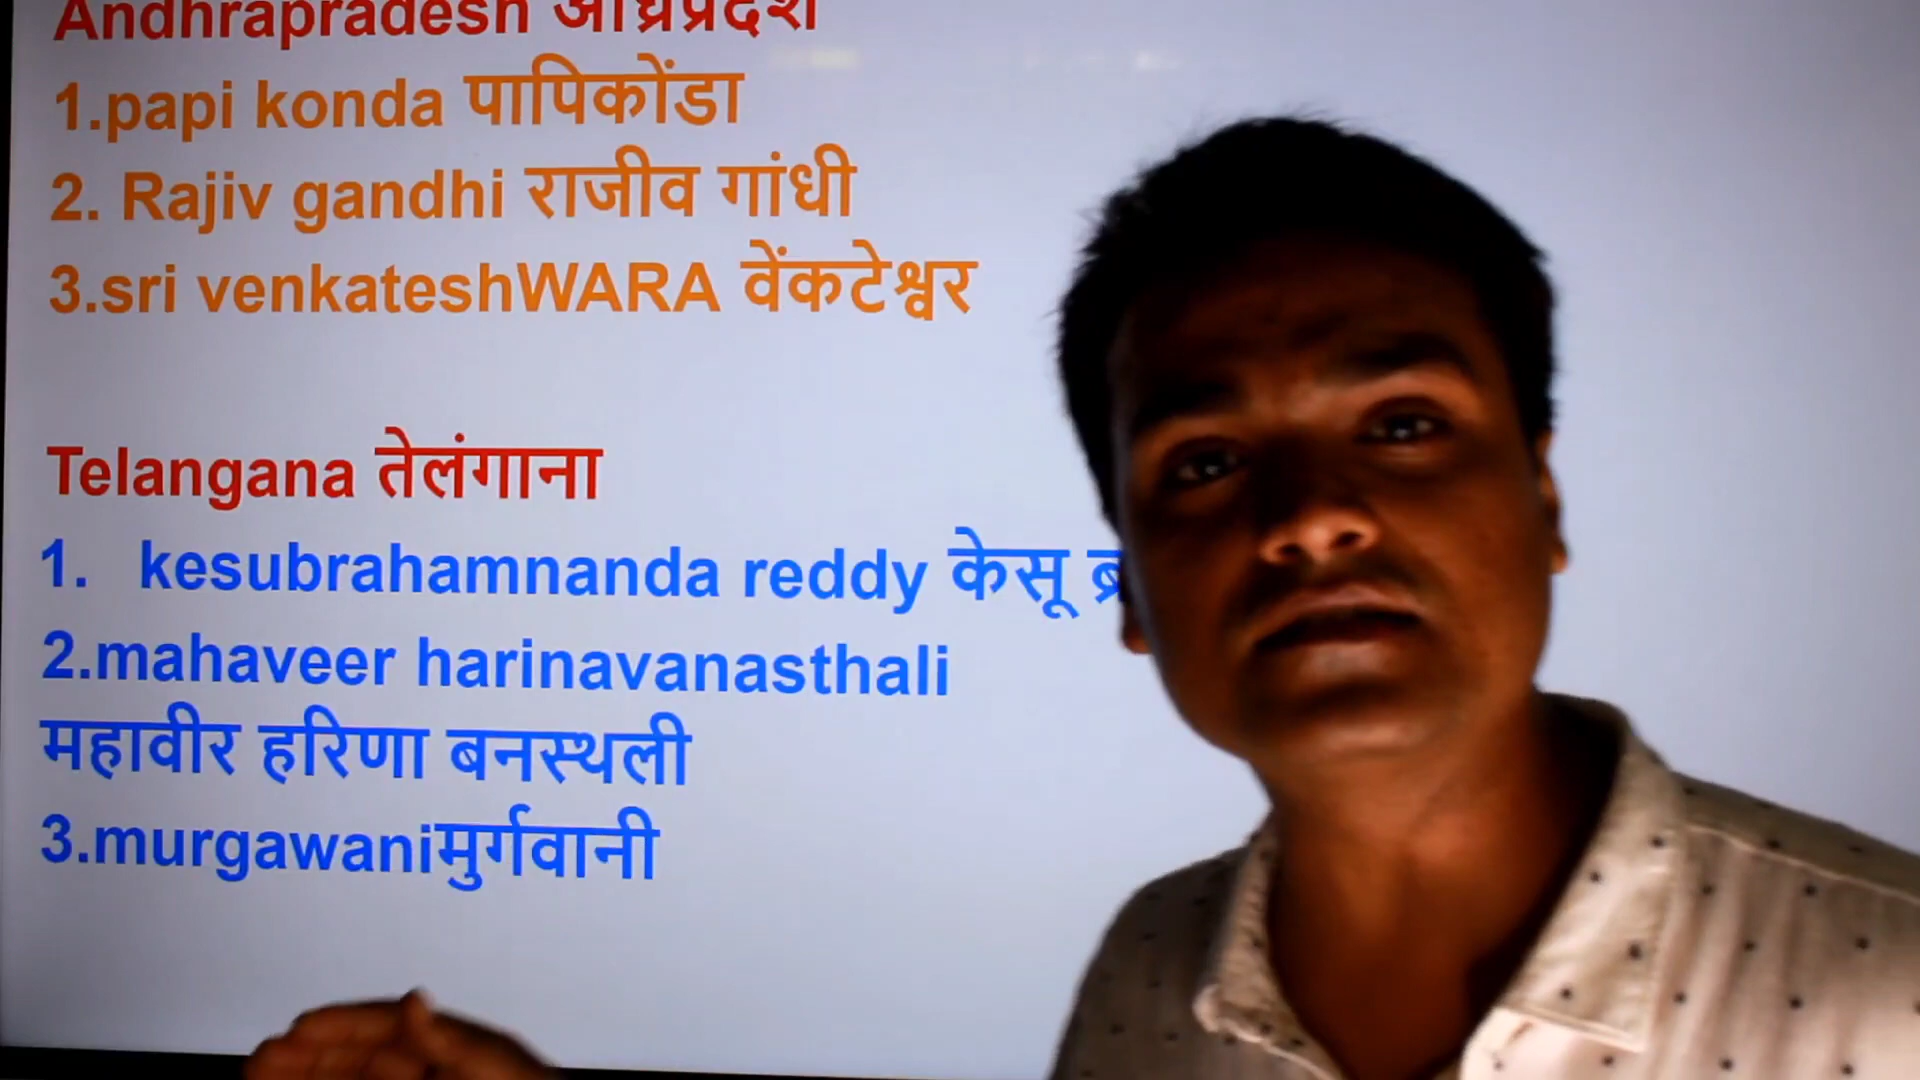 Andhrapradesh आंध्रप्रदेश
1.papi konda पापिकोंडा
2. Rajiv gandhi राजीव गांधी
3.sri venkateshWARA वेंकटेश्वर
Telangana तेलंगाना
1. kesubrahamnanda reddy केसू
2.mahaveer harinavanasthali
महावीर हरिणा बनस्थली
3.murgawaniमुर्गवानी